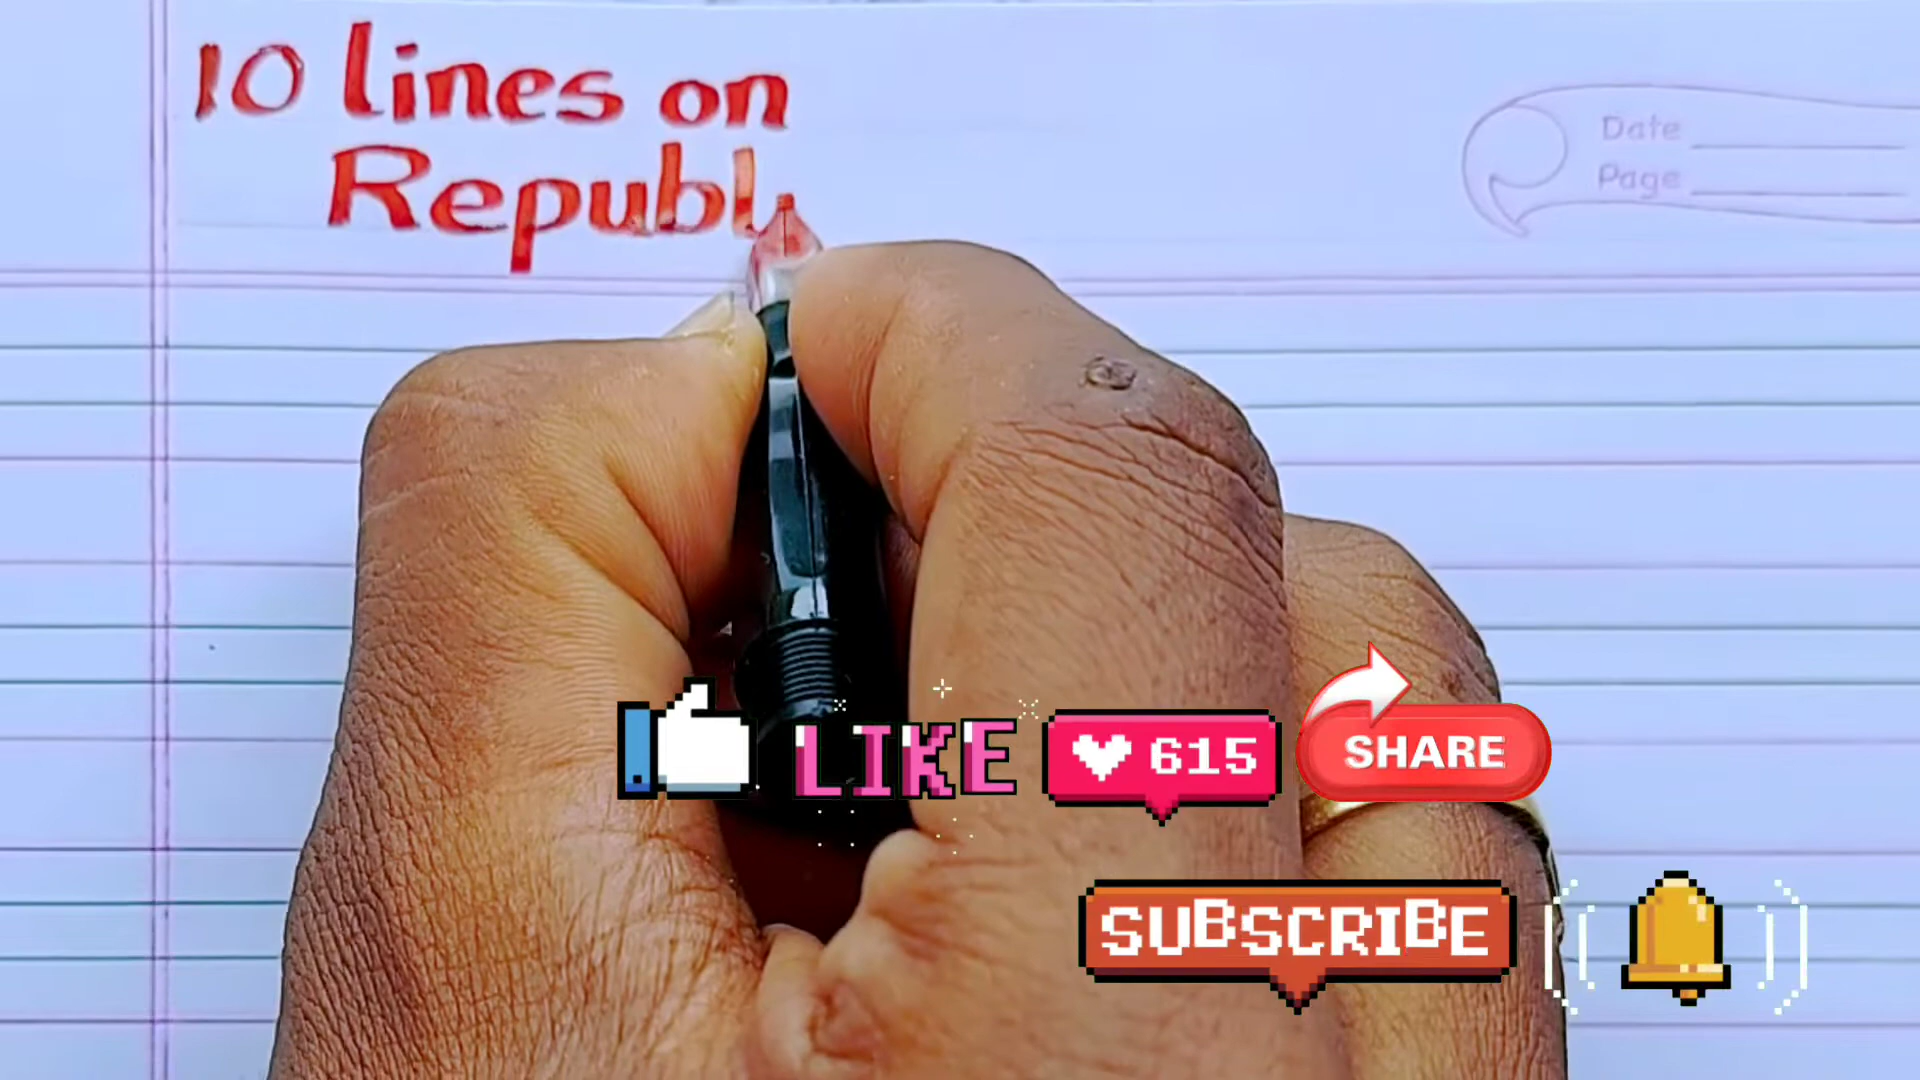 10 lines on
Republ
Date
Page
LIKE
615
SHARE
SUBSCRIBE